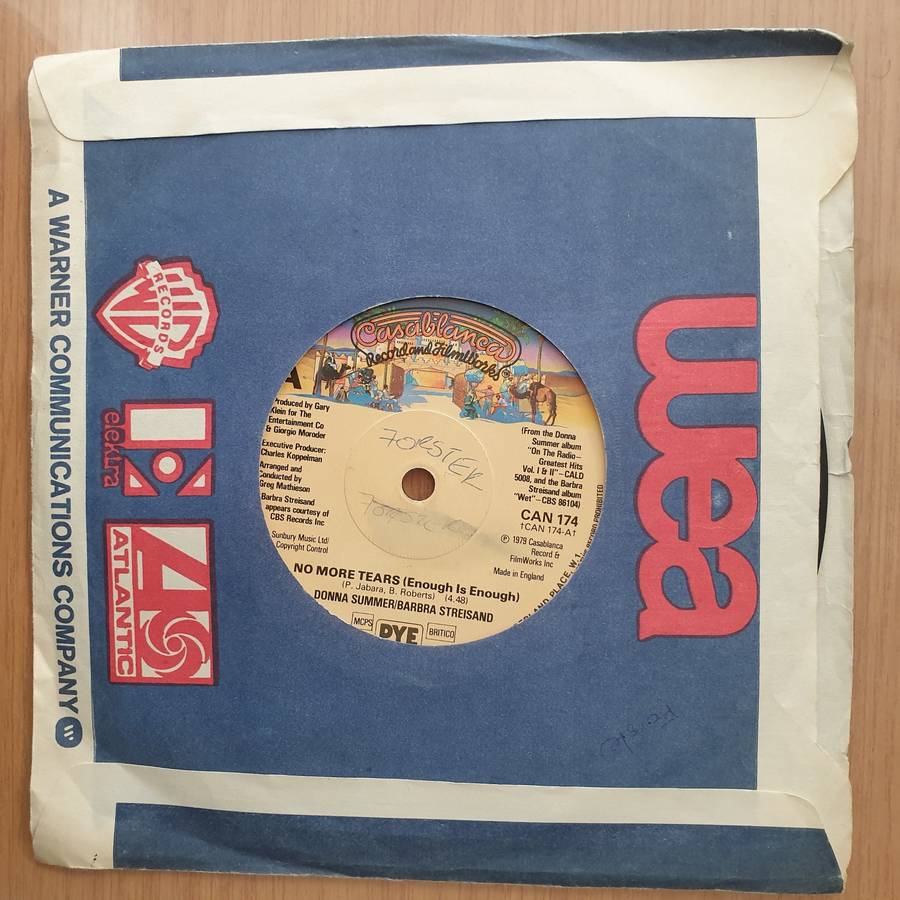 A WARNER COMMUNICATIONS COMPANY
W
RECORDS
elektra
ATLANTIC
wea
Casablanca
Record and FilmWorks
A
Produced by Gary
Klein for The
Entertainment Co
& Giorgio Moroder
Executive Producer:
Charles Koppelman
Arranged and
Conducted by
Greg Mathieson
Barbra Streisand
appears courtesy of
CBS Records Inc
Sunbury Music Ltd/
Copyright Control
FORSTER
(From the Donna
Summer album
"On The Radio–
Greatest Hits
Vol. I & II"–CALD
5008, and the Barbra
Streisand album
"Wet"–CBS 86104)
CAN 174
†CAN 174-A†
℗ 1979 Casablanca
Record &
FilmWorks Inc
Made in England
NO MORE TEARS (Enough Is Enough)
(P. Jabara, B. Roberts) (4.48)
DONNA SUMMER/BARBRA STREISAND
MCPS
PYE
BRITICO
PLACE, W.1.
RECORD PROHIBITED